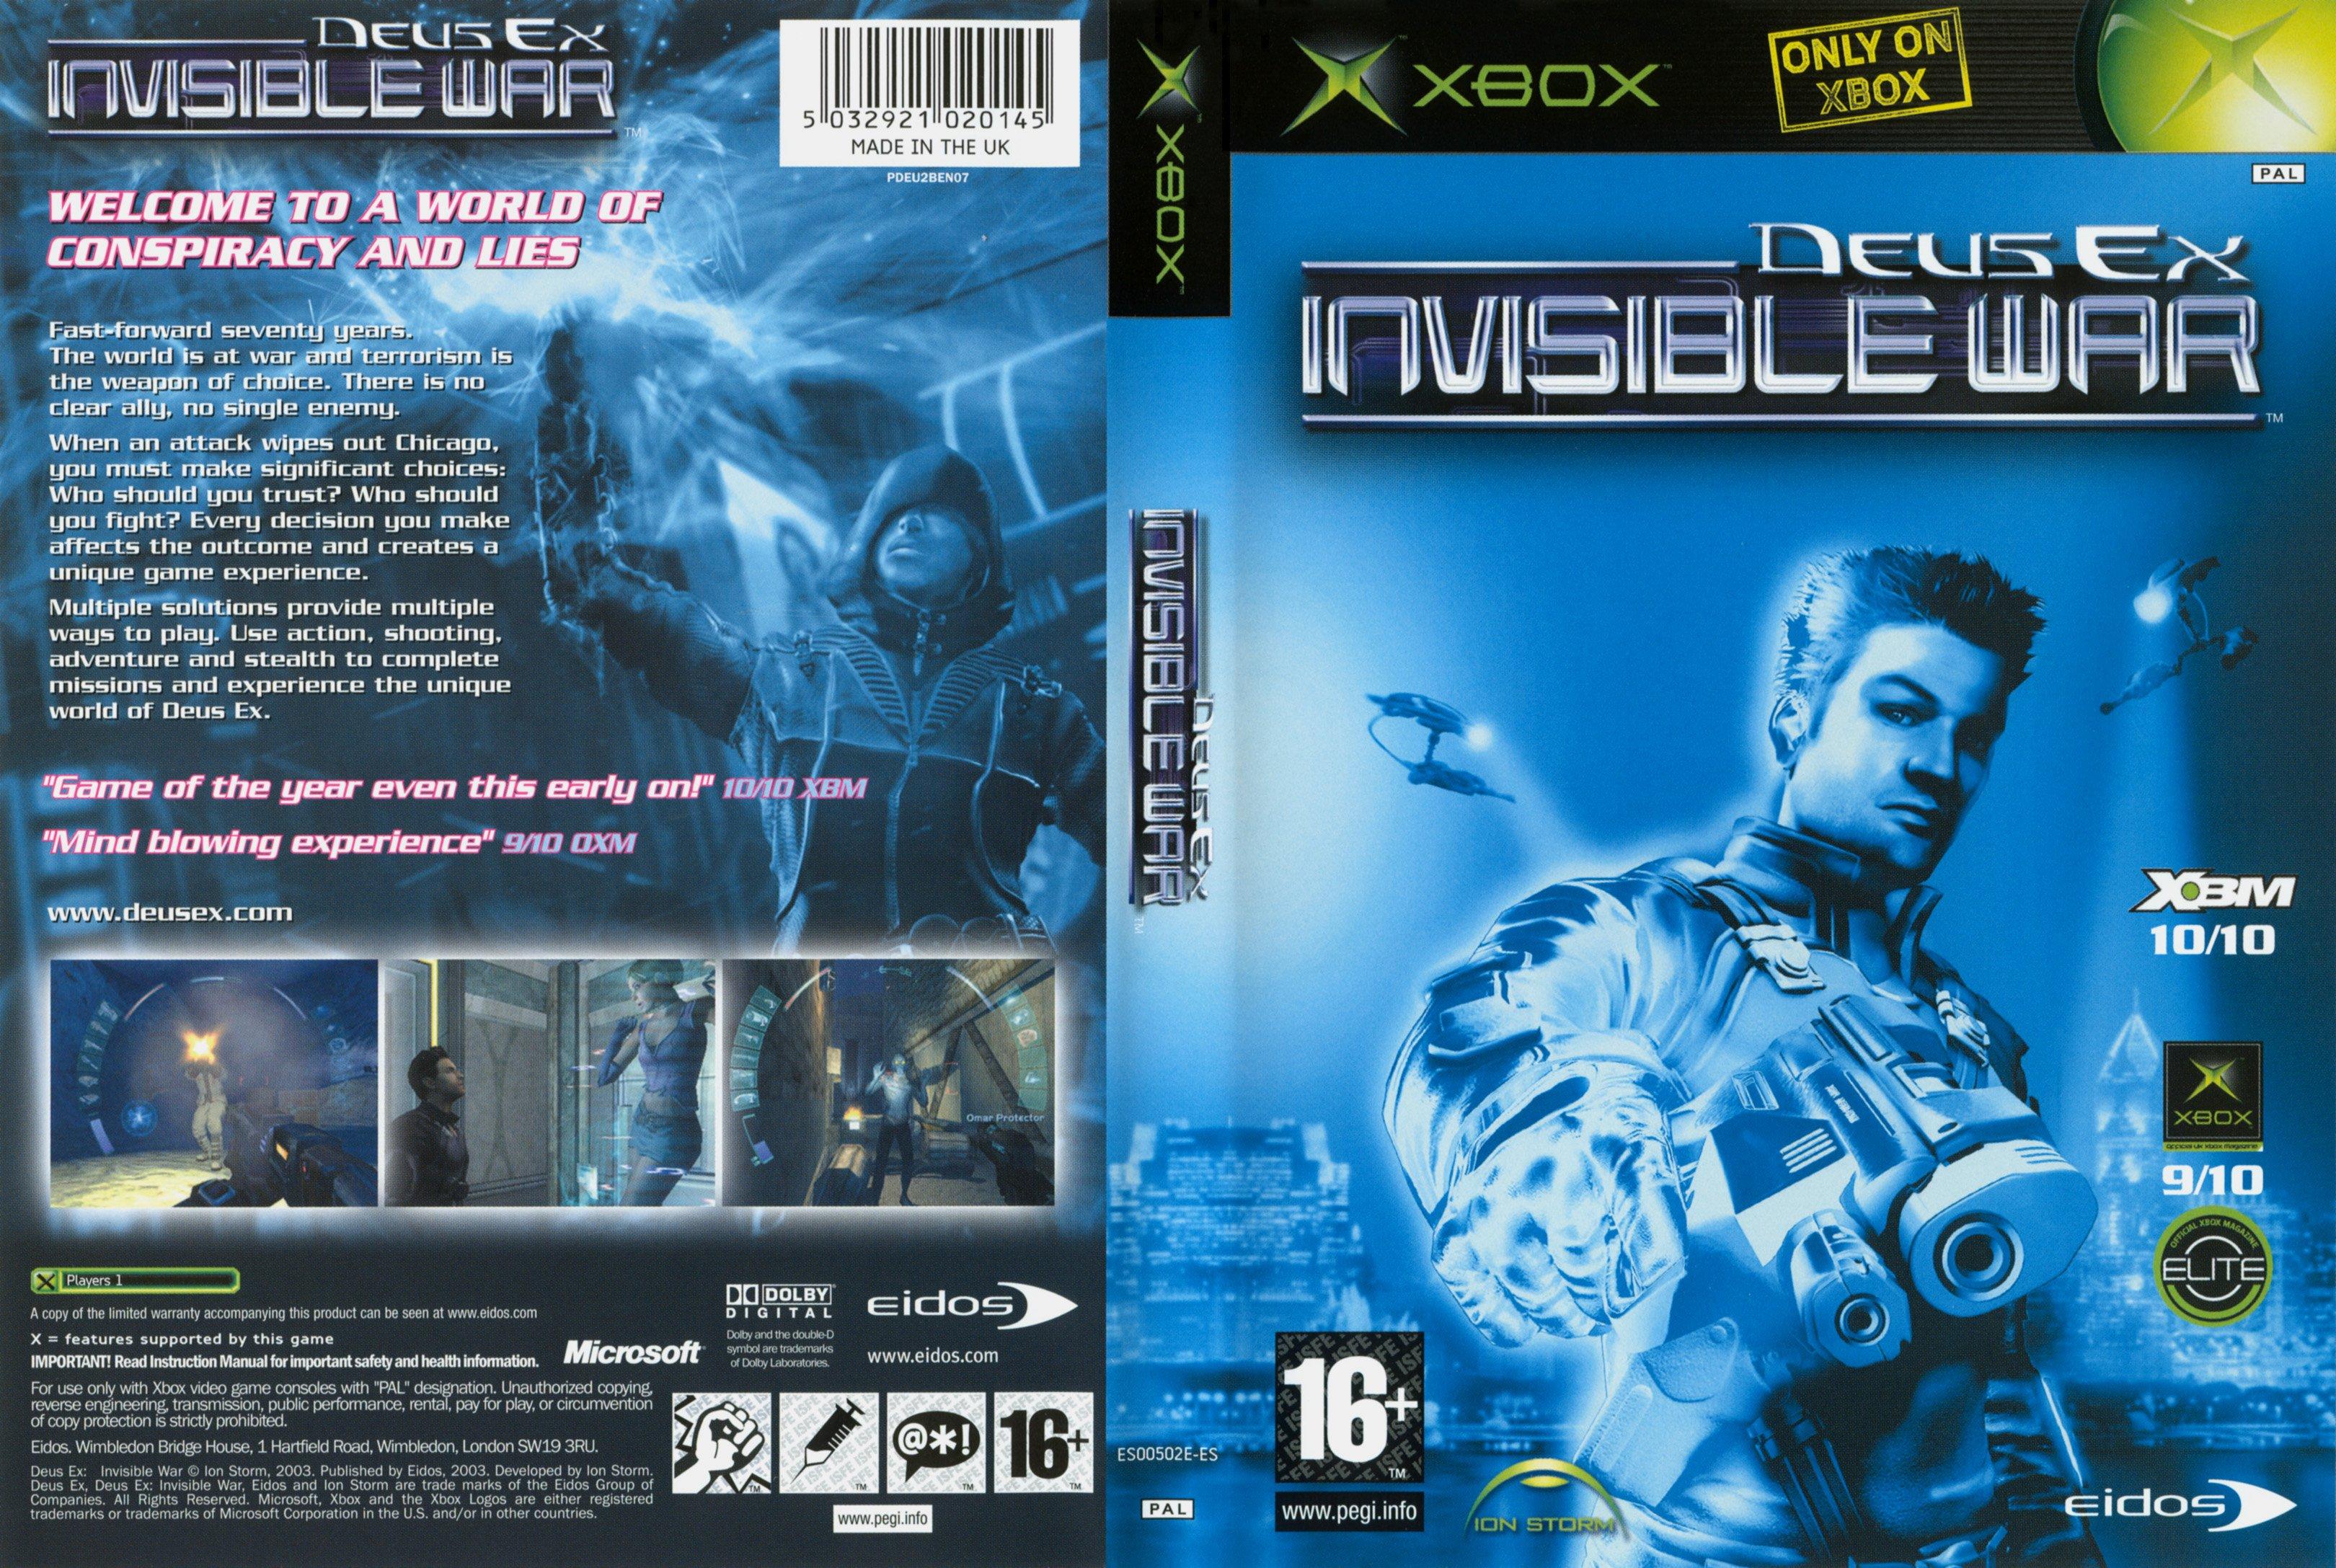 DEUS EX
INVISIBLE WAR
TM
5 032921 020145
MADE IN THE UK
PDEU2BEN07
WELCOME TO A WORLD OF
CONSPIRACY AND LIES
Fast-forward seventy years.
The world is at war and terrorism is
the weapon of choice. There is no
clear ally, no single enemy.
When an attack wipes out Chicago,
you must make significant choices:
Who should you trust? Who should
you fight? Every decision you make
affects the outcome and creates a
unique game experience.
Multiple solutions provide multiple
ways to play. Use action, shooting,
adventure and stealth to complete
missions and experience the unique
world of Deus Ex.
"Game of the year even this early on!" 10/10 XBM
"Mind blowing experience" 9/10 OXM
www.deusex.com
Omar Protector
Players 1
A copy of the limited warranty accompanying this product can be seen at www.eidos.com
X = features supported by this game
IMPORTANT! Read Instruction Manual for important safety and health information.
Microsoft
DOLBY
DIGITAL
Dolby and the double-D
symbol are trademarks
of Dolby Laboratories.
eidos
www.eidos.com
For use only with Xbox video game consoles with "PAL" designation. Unauthorized copying,
reverse engineering, transmission, public performance, rental, pay for play, or circumvention
of copy protection is strictly prohibited.
Eidos. Wimbledon Bridge House, 1 Hartfield Road, Wimbledon, London SW19 3RU.
Deus Ex: Invisible War © Ion Storm, 2003. Published by Eidos, 2003. Developed by Ion Storm.
Deus Ex, Deus Ex: Invisible War, Eidos and Ion Storm are trade marks of the Eidos Group of
Companies. All Rights Reserved. Microsoft, Xbox and the Xbox Logos are either registered
trademarks or trademarks of Microsoft Corporation in the U.S. and/or in other countries.
@*!
16+
TM
TM
TM
TM
www.pegi.info
XBOX
INVISIBLE WAR
DEUS EX
TM
ES00502E-ES
PAL
XBOX
ONLY ON
XBOX
PAL
DEUS EX
INVISIBLE WAR
TM
XBM
10/10
XBOX
OFFICIAL UK XBOX MAGAZINE
9/10
OFFICIAL XBOX MAGAZINE
ELITE
16+
TM
www.pegi.info
ION STORM
eidos